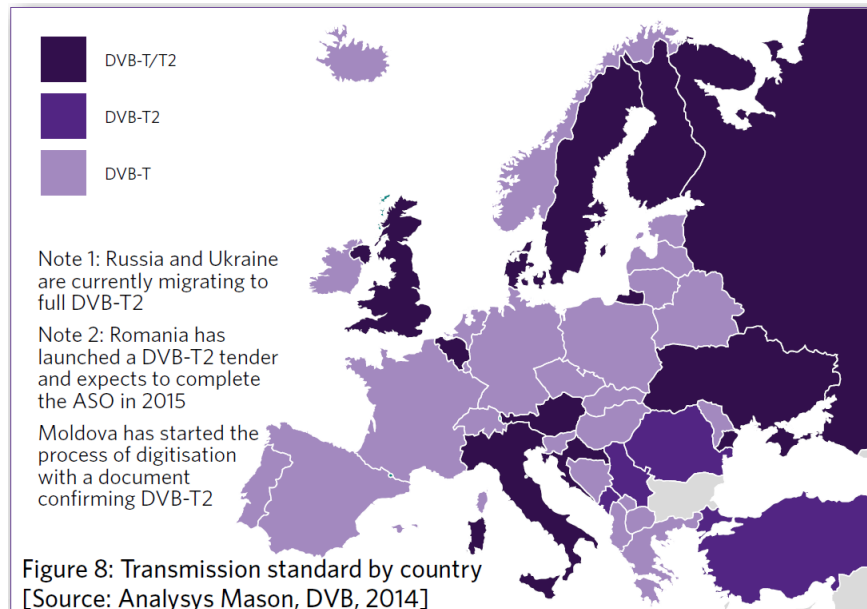 DVB-T/T2
DVB-T2
DVB-T
Note 1: Russia and Ukraine
are currently migrating to
full DVB-T2
Note 2: Romania has
launched a DVB-T2 tender
and expects to complete
the ASO in 2015
Moldova has started the
process of digitisation
with a document
confirming DVB-T2
Figure 8: Transmission standard by country
[Source: Analysys Mason, DVB, 2014]